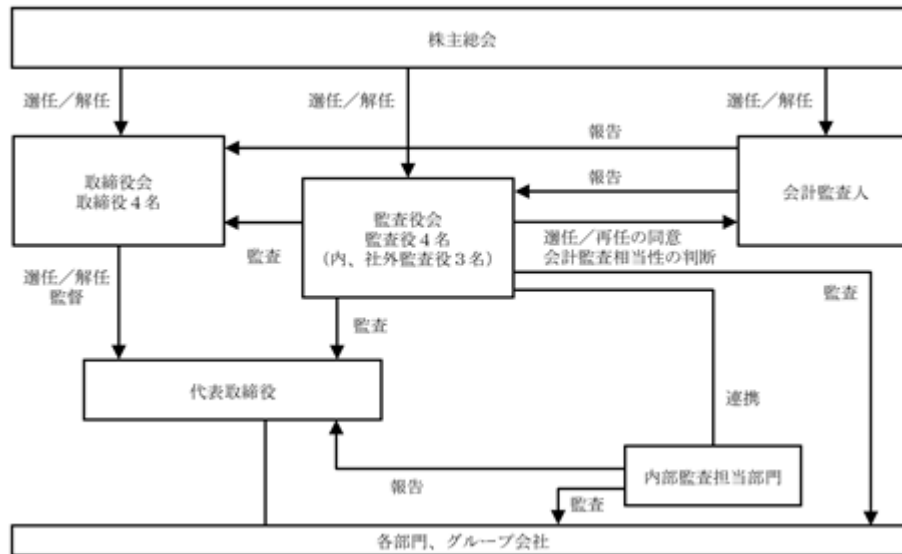 株主総会
選任／解任
選任／解任
選任／解任
報告
取締役会
取締役４名
報告
会計監査人
監査役会
監査役４名
（内、社外監査役３名）
監査
選任／再任の同意
会計監査相当性の判断
選任／解任
監督
監査
監査
代表取締役
連携
報告
内部監査担当部門
監査
各部門、グループ会社